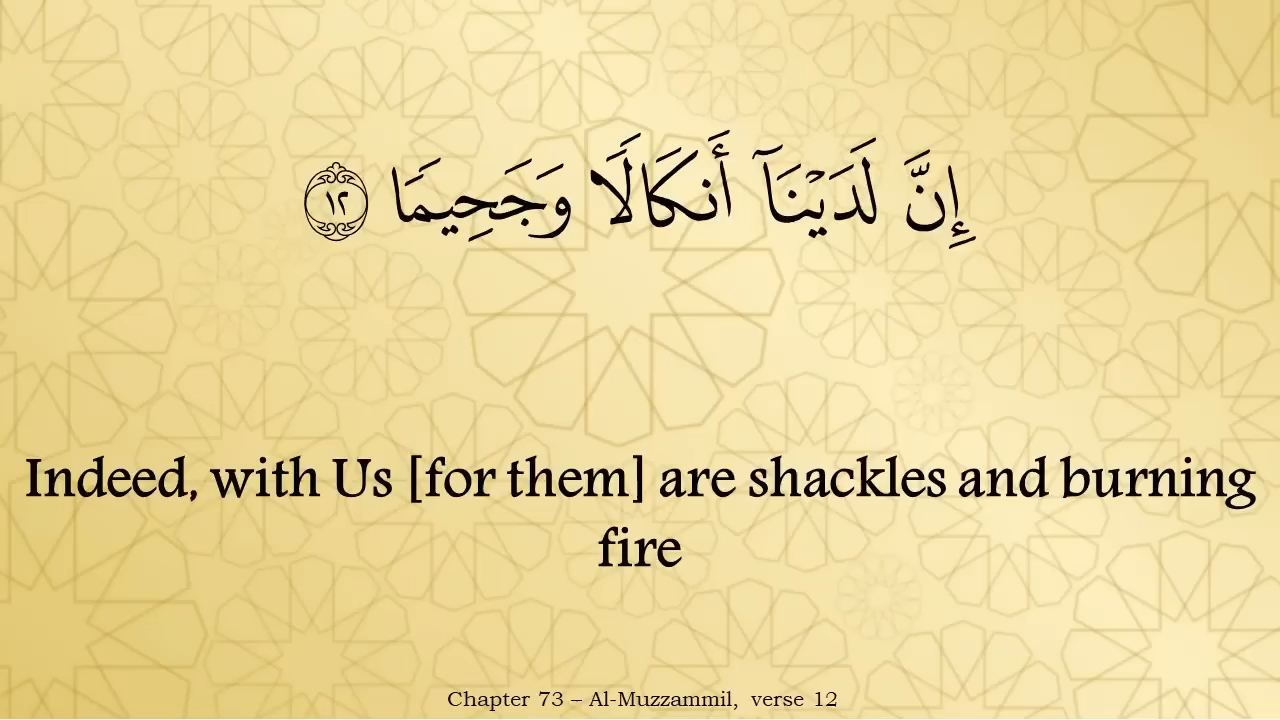 إِنَّ لَدَيْنَآ أَنكَالًا وَجَحِيمًا ١٢
Indeed, with Us [for them] are shackles and burning
fire
Chapter 73 – Al-Muzzammil, verse 12